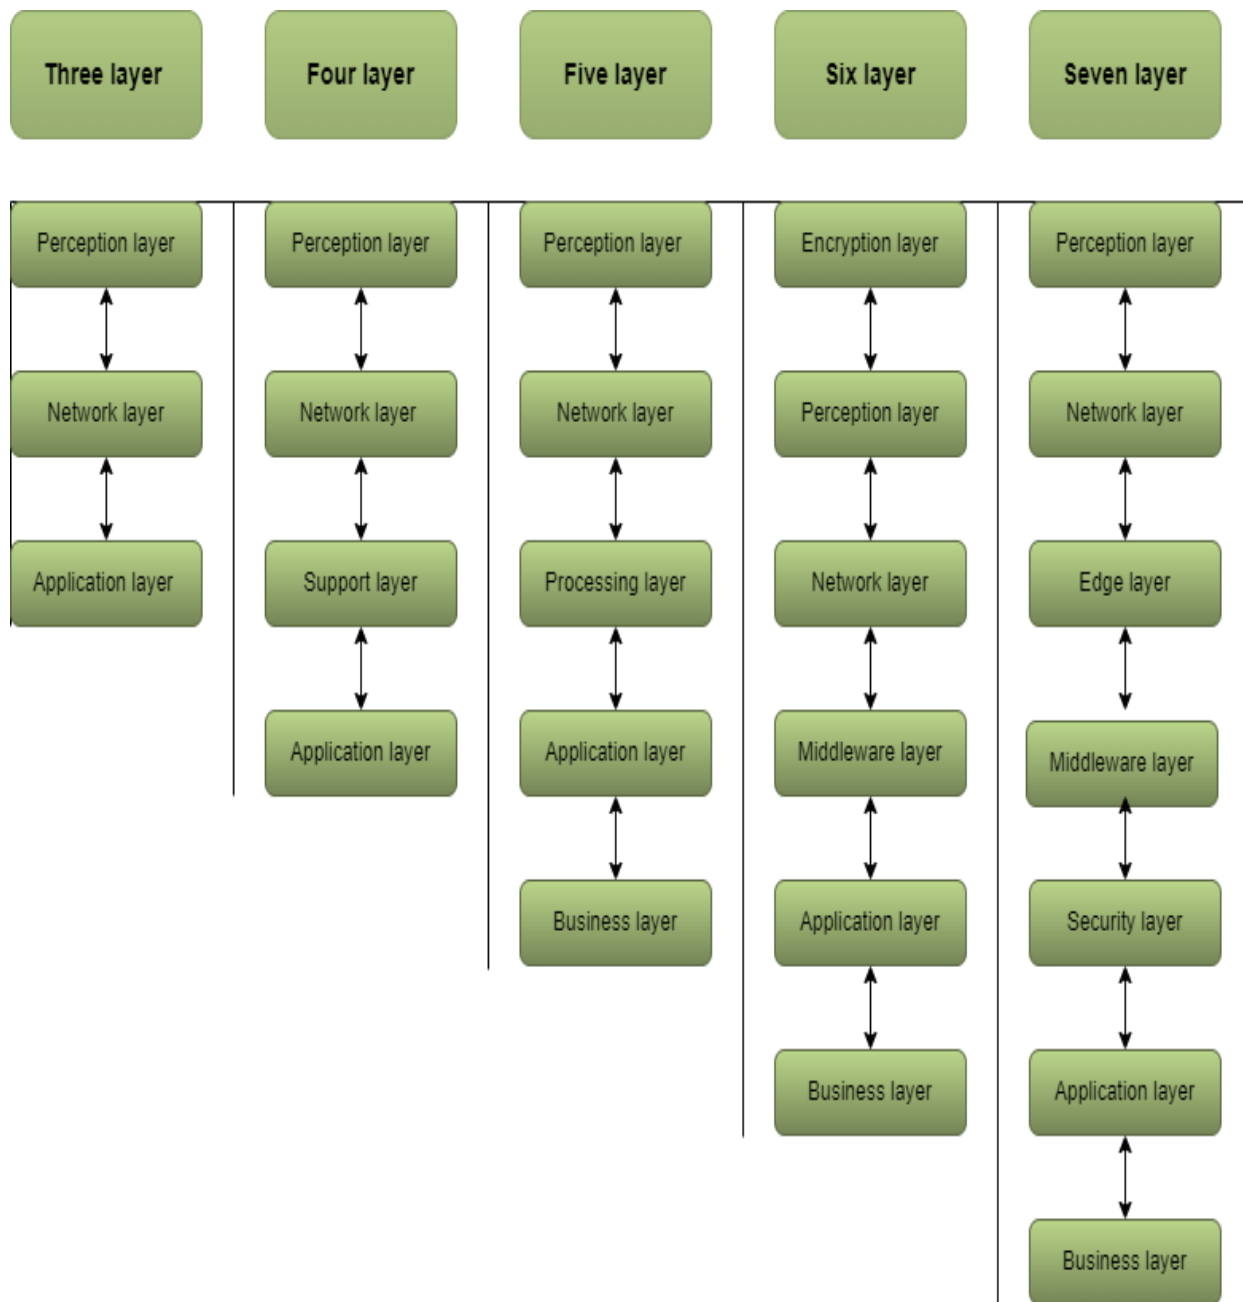 Three layer
Four layer
Five layer
Six layer
Seven layer
Perception layer
Perception layer
Perception layer
Encryption layer
Perception layer
Network layer
Network layer
Network layer
Perception layer
Network layer
Application layer
Support layer
Processing layer
Network layer
Edge layer
Application layer
Application layer
Middleware layer
Middleware layer
Business layer
Application layer
Security layer
Business layer
Application layer
Business layer